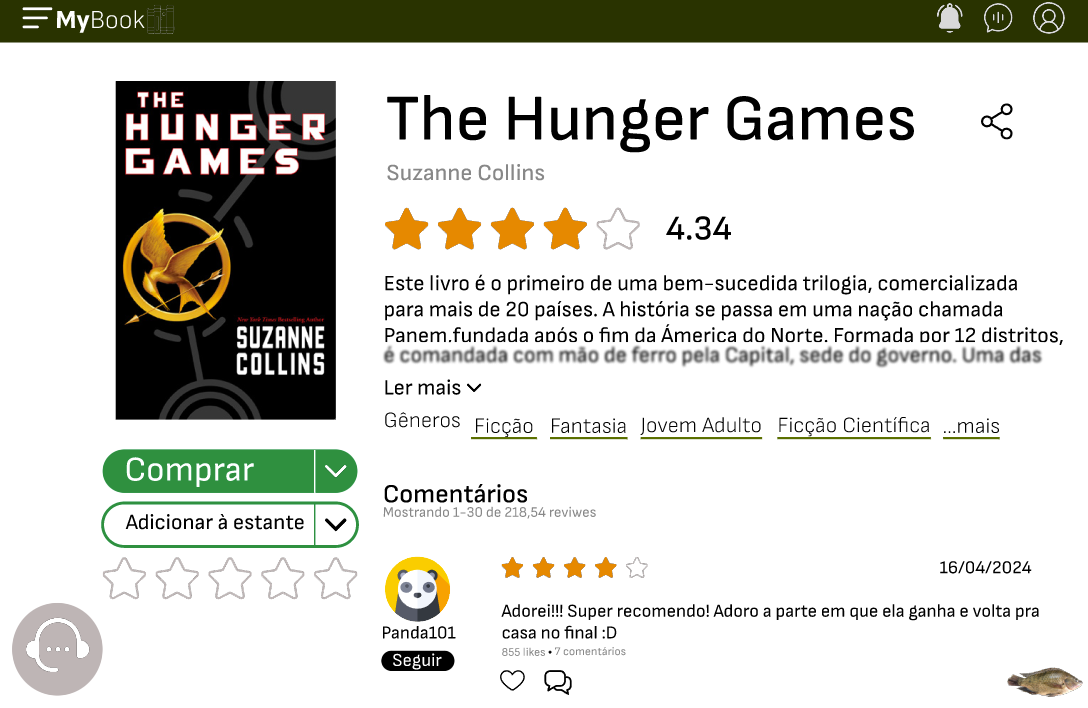 MyBook
THE
HUNGER
GAMES
New York Times Bestselling Author
SUZANNE
COLLINS
The Hunger Games
Suzanne Collins
4.34
Este livro é o primeiro de uma bem-sucedida trilogia, comercializada
para mais de 20 países. A história se passa em uma nação chamada
Panem,fundada após o fim da Ámerica do Norte. Formada por 12 distritos,
é comandada com mão de ferro pela Capital, sede do governo. Uma das
Ler mais
Gêneros Ficção Fantasia Jovem Adulto Ficção Científica ...mais
Comprar
Adicionar à estante
Comentários
Mostrando 1-30 de 218,54 reviwes
16/04/2024
Adorei!!! Super recomendo! Adoro a parte em que ela ganha e volta pra
casa no final :D
855 likes • 7 comentários
Panda101
Seguir